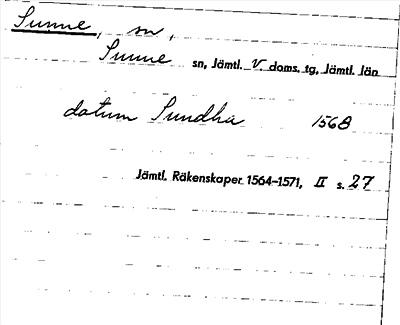 Sunne, sn,
Sunne sn, Jämtl. V. doms. tg, Jämtl. län
datum Sundha 1568
Jämtl. Räkenskaper 1564-1571, II s. 27